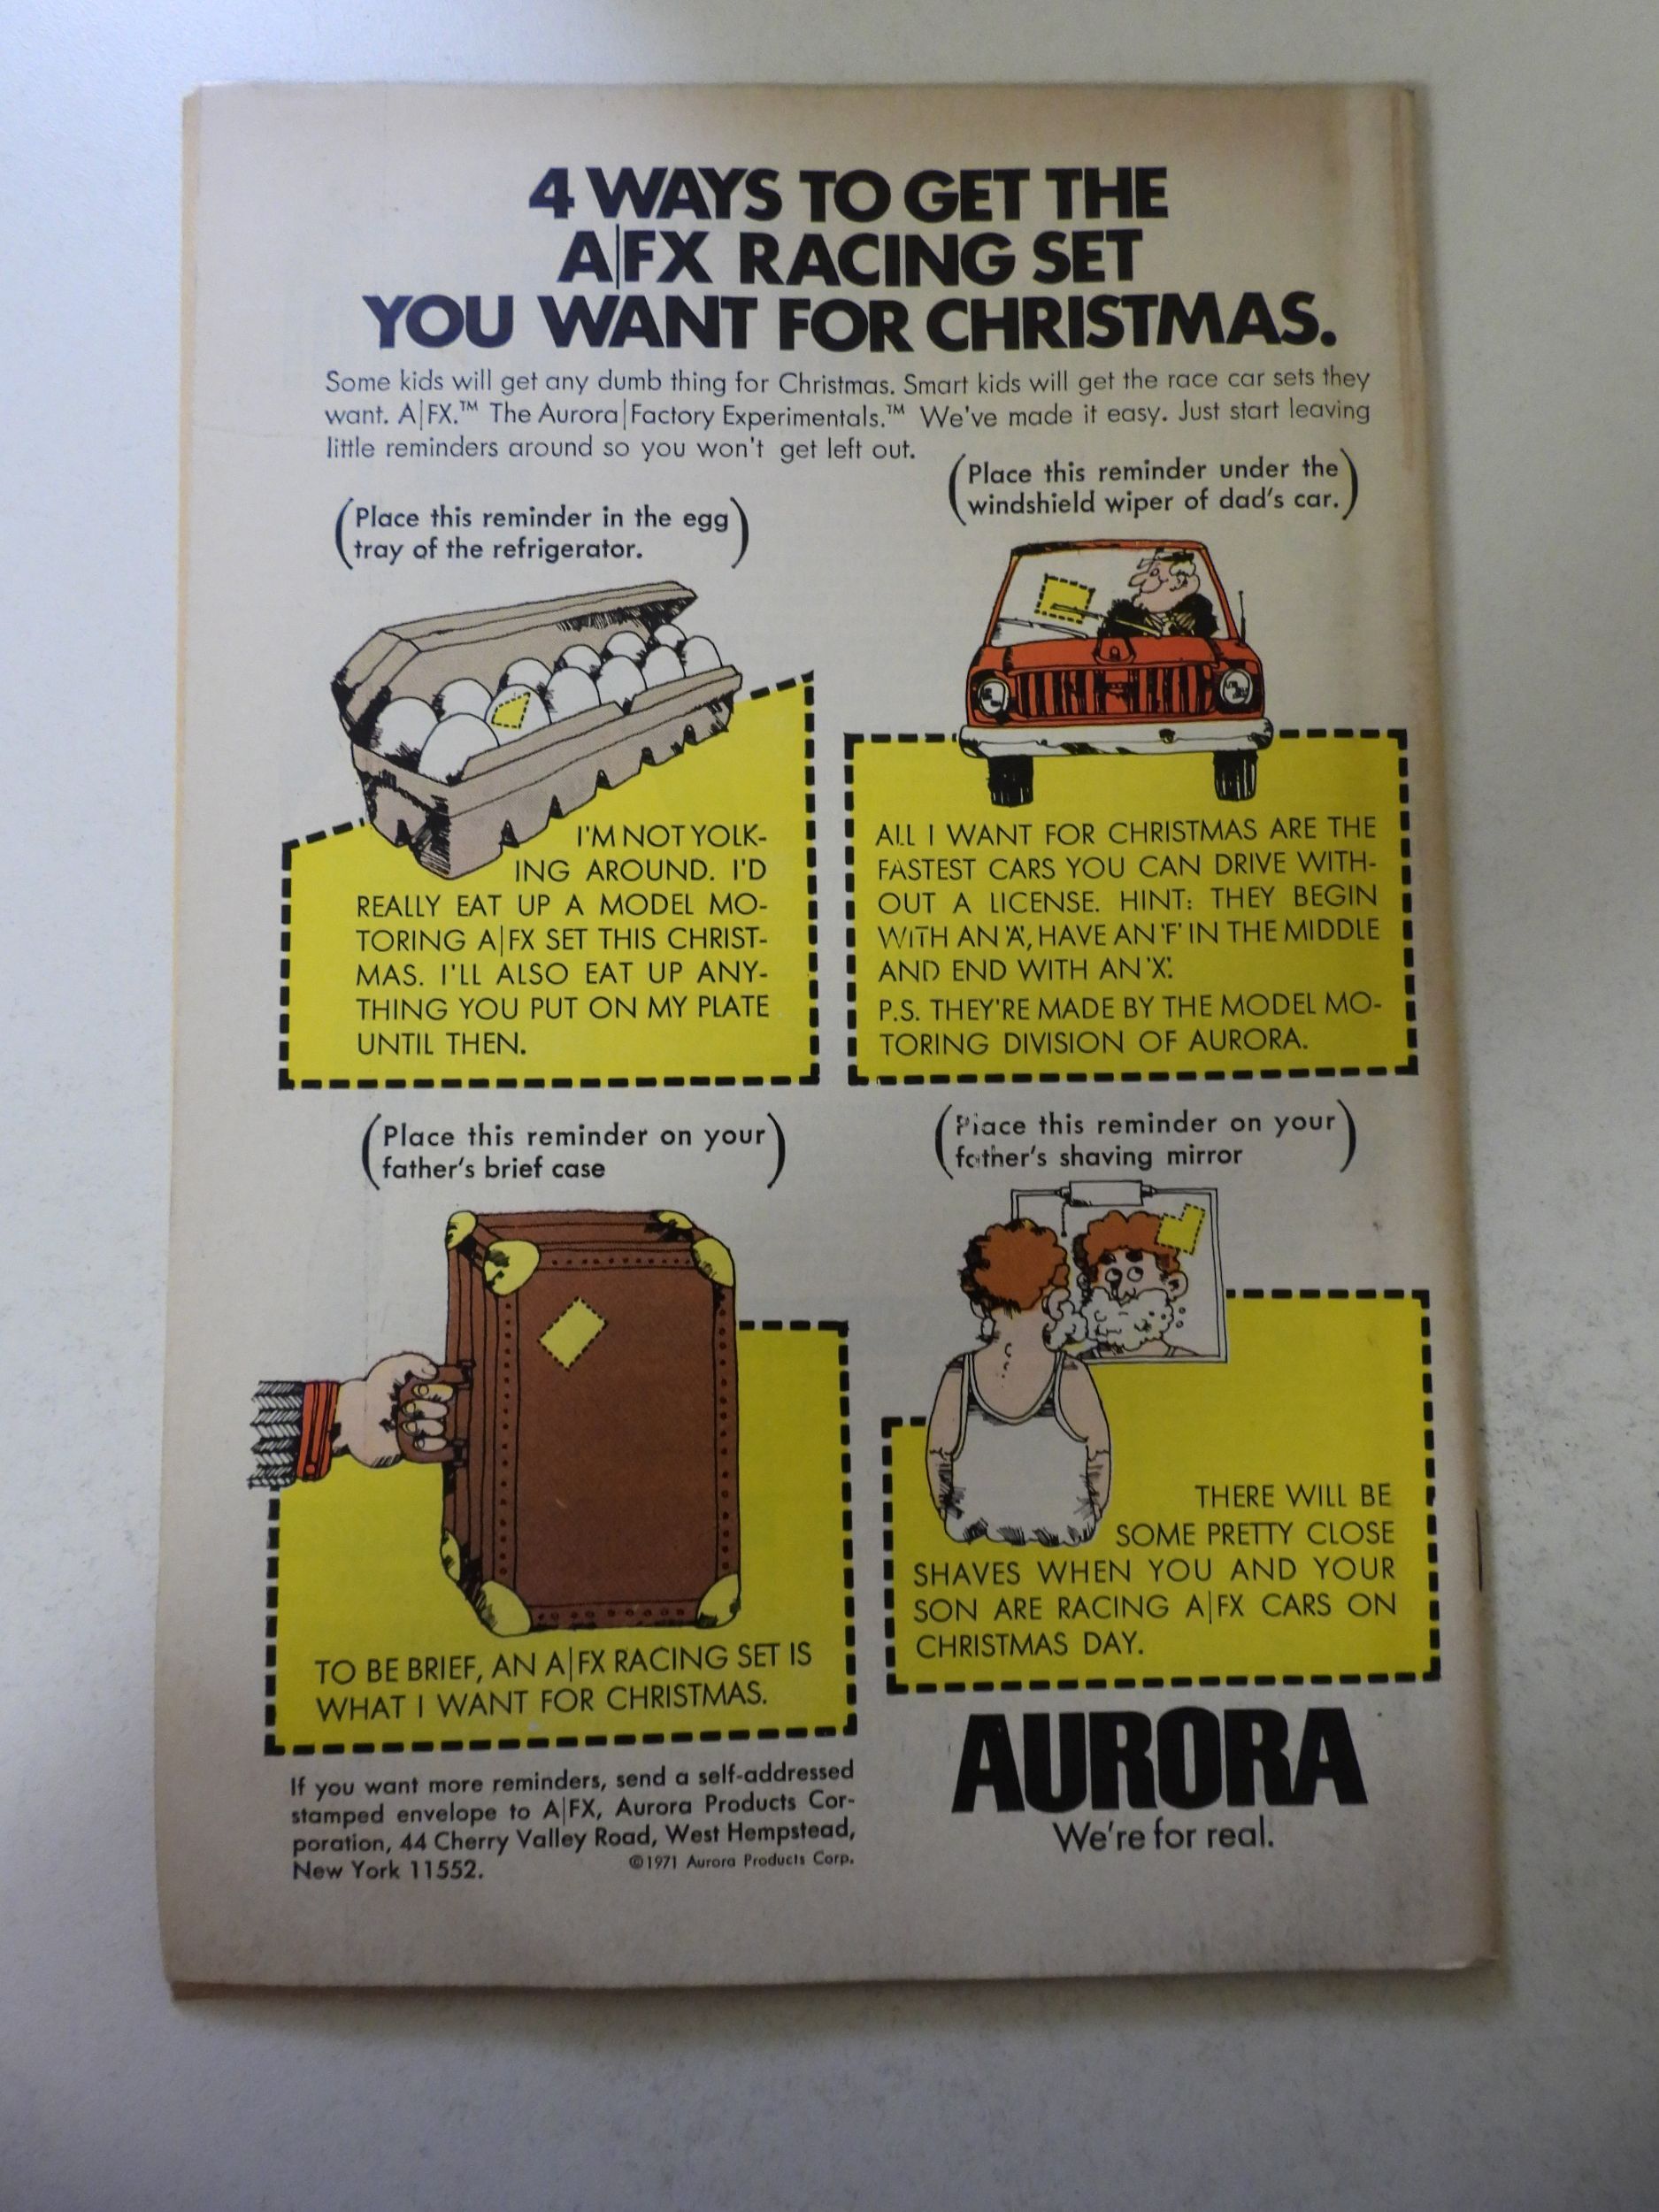 4 WAYS TO GET THE
A|FX RACING SET
YOU WANT FOR CHRISTMAS.
Some kids will get any dumb thing for Christmas. Smart kids will get the race car sets they
want. A|FX.™ The Aurora|Factory Experimentals.™ We've made it easy. Just start leaving
little reminders around so you won't get left out.
(Place this reminder in the egg
tray of the refrigerator.)
I'M NOT YOLK-
ING AROUND. I'D
REALLY EAT UP A MODEL MO-
TORING A|FX SET THIS CHRIST-
MAS. I'LL ALSO EAT UP ANY-
THING YOU PUT ON MY PLATE
UNTIL THEN.
(Place this reminder under the
windshield wiper of dad's car.)
ALL I WANT FOR CHRISTMAS ARE THE
FASTEST CARS YOU CAN DRIVE WITH-
OUT A LICENSE. HINT: THEY BEGIN
WITH AN 'A', HAVE AN 'F' IN THE MIDDLE
AND END WITH AN 'X'.
P.S. THEY'RE MADE BY THE MODEL MO-
TORING DIVISION OF AURORA.
(Place this reminder on your
father's brief case)
TO BE BRIEF, AN A|FX RACING SET IS
WHAT I WANT FOR CHRISTMAS.
(Place this reminder on your
father's shaving mirror)
THERE WILL BE
SOME PRETTY CLOSE
SHAVES WHEN YOU AND YOUR
SON ARE RACING A|FX CARS ON
CHRISTMAS DAY.
If you want more reminders, send a self-addressed
stamped envelope to A|FX, Aurora Products Cor-
poration, 44 Cherry Valley Road, West Hempstead,
New York 11552. ©1971 Aurora Products Corp.
AURORA
We're for real.